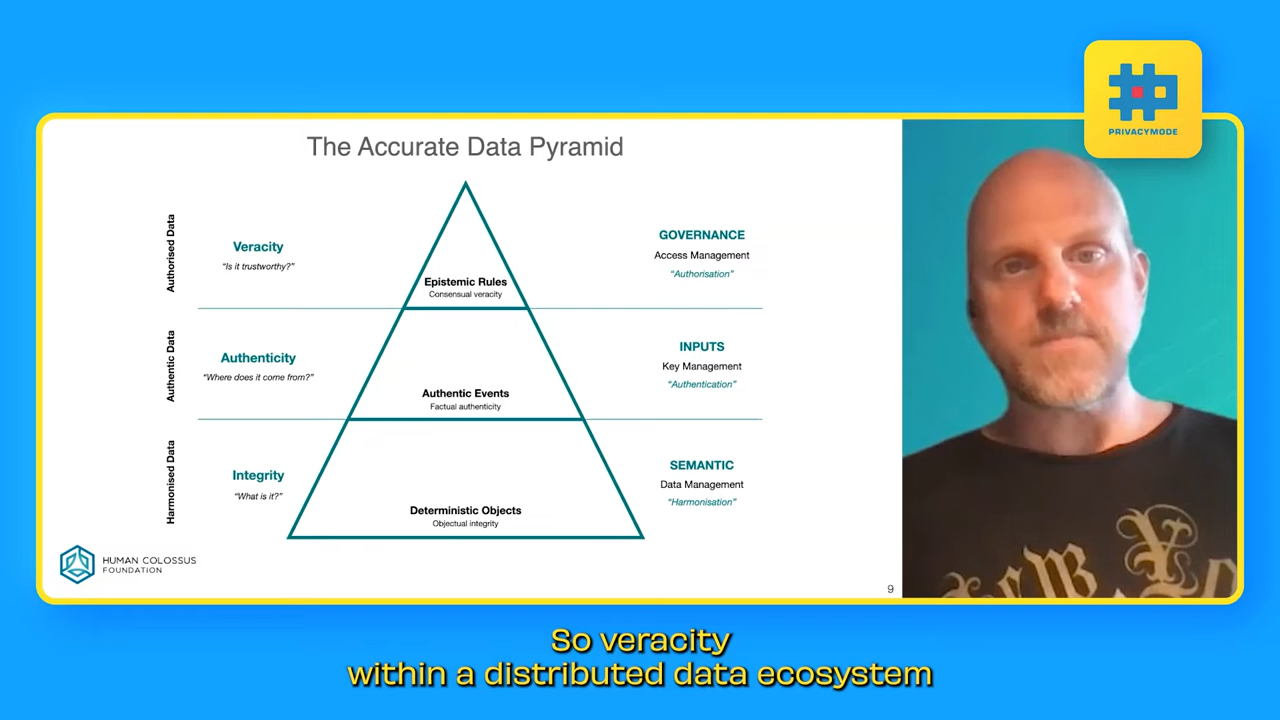 PRIVACYMODE
The Accurate Data Pyramid
Authorised Data
Veracity
“Is it trustworthy?”
Epistemic Rules
Consensual veracity
GOVERNANCE
Access Management
“Authorisation”
Authentic Data
Authenticity
“Where does it come from?”
Authentic Events
Factual authenticity
INPUTS
Key Management
“Authentication”
Harmonised Data
Integrity
“What is it?”
Deterministic Objects
Objectual integrity
SEMANTIC
Data Management
“Harmonisation”
HUMAN COLOSSUS
FOUNDATION
9
So veracity
within a distributed data ecosystem